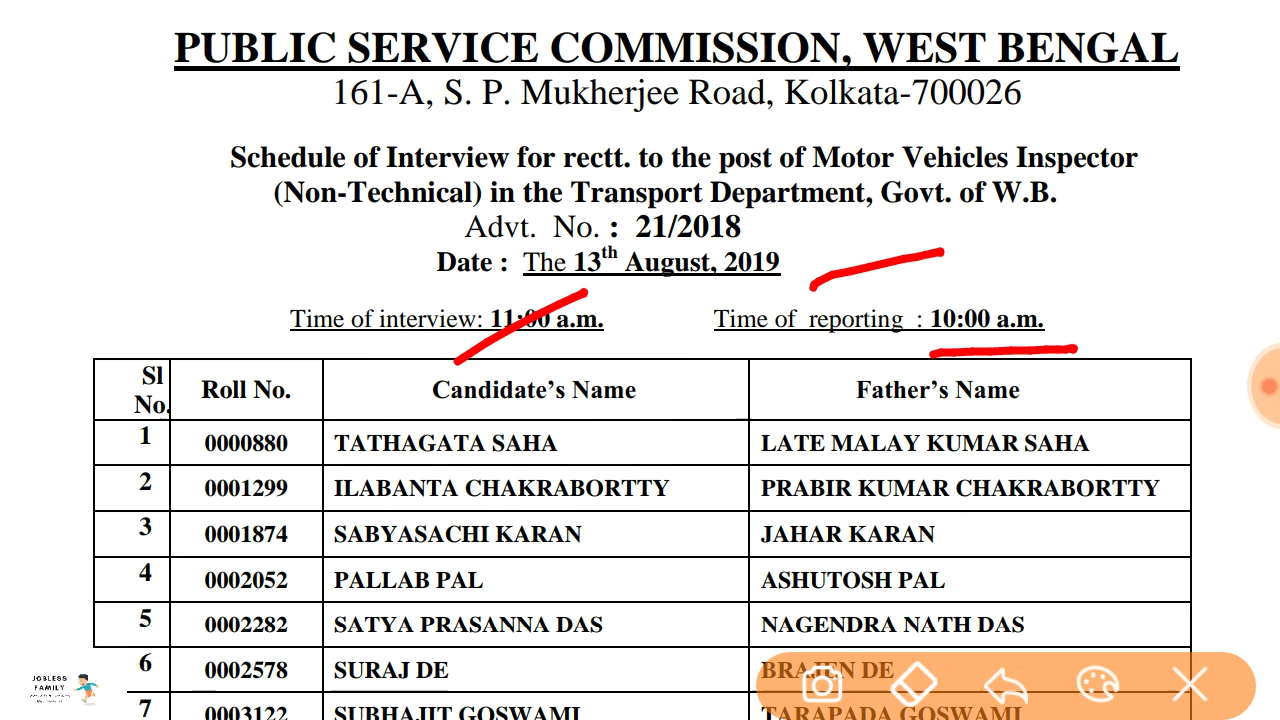 PUBLIC SERVICE COMMISSION, WEST BENGAL
161-A, S. P. Mukherjee Road, Kolkata-700026
Schedule of Interview for rectt. to the post of Motor Vehicles Inspector
(Non-Technical) in the Transport Department, Govt. of W.B.
Advt. No. : 21/2018
Date : The 13th August, 2019
Time of interview: 11:00 a.m. Time of reporting : 10:00 a.m.
Sl No. Roll No. Candidate's Name Father's Name
1 0000880 TATHAGATA SAHA LATE MALAY KUMAR SAHA
2 0001299 ILABANTA CHAKRABORTTY PRABIR KUMAR CHAKRABORTTY
3 0001874 SABYASACHI KARAN JAHAR KARAN
4 0002052 PALLAB PAL ASHUTOSH PAL
5 0002282 SATYA PRASANNA DAS NAGENDRA NATH DAS
6 0002578 SURAJ DE BRAJEN DE
7 0003122 SUBHAJIT GOSWAMI TARAPADA GOSWAMI
JOBLESS
FAMILY